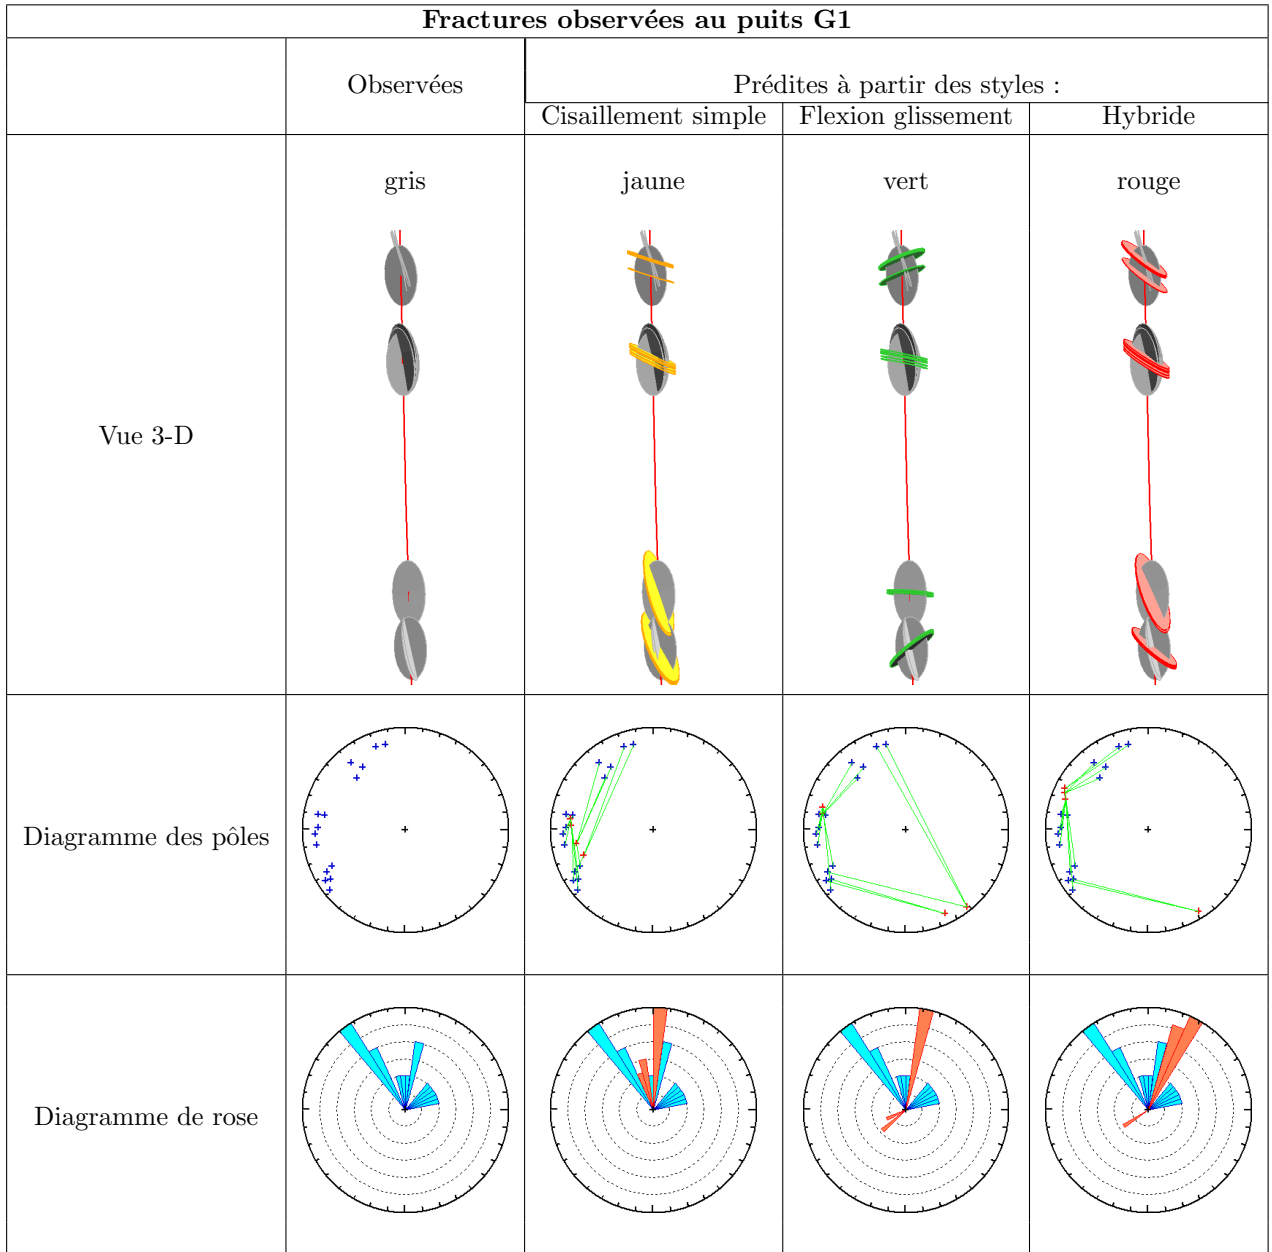 Fractures observées au puits G1
Observées
Prédites à partir des styles :
Cisaillement simple
Flexion glissement
Hybride
Vue 3-D
gris
jaune
vert
rouge
Diagramme des pôles
Diagramme de rose